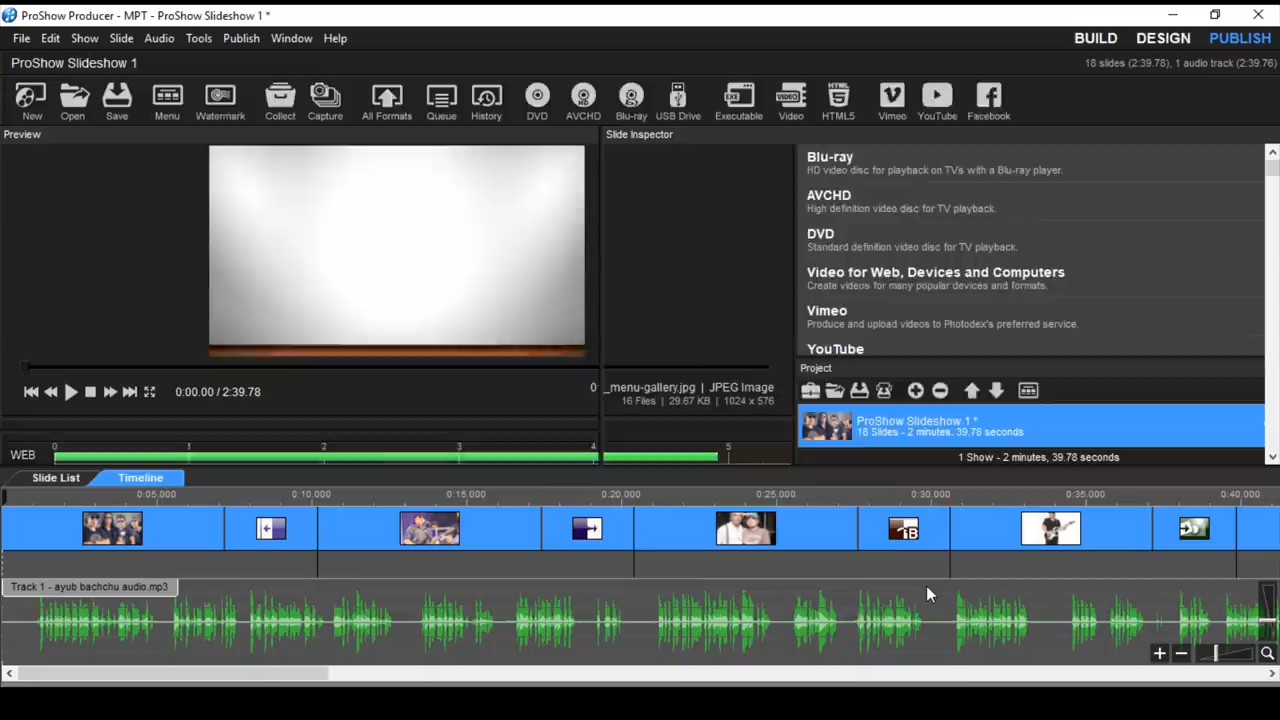 ProShow Producer - MPT - ProShow Slideshow 1 *
File Edit Show Slide Audio Tools Publish Window Help
BUILD DESIGN PUBLISH
ProShow Slideshow 1
18 slides (2:39.78), 1 audio track (2:39.76)
New Open Save Menu Watermark Collect Capture All Formats Queue History DVD AVCHD Blu-ray USB Drive Executable Video HTML5 Vimeo YouTube Facebook
Preview
Slide Inspector
Blu-ray
HD video disc for playback on TVs with a Blu-ray player.
AVCHD
High definition video disc for TV playback.
DVD
Standard definition video disc for TV playback.
Video for Web, Devices and Computers
Create videos for many popular devices and formats.
Vimeo
Produce and upload videos to Photodex's preferred service.
YouTube
Project
0:00.00 / 2:39.78
_menu-gallery.jpg | JPEG Image
16 Files | 29.67 KB | 1024 x 576
ProShow Slideshow 1 *
18 Slides - 2 minutes, 39.78 seconds
1 Show - 2 minutes, 39.78 seconds
WEB 0 1 2 3 4 5
Slide List Timeline
0:05.000 0:10.000 0:15.000 0:20.000 0:25.000 0:30.000 0:35.000 0:40.000
Track 1 - ayub bachchu audio.mp3